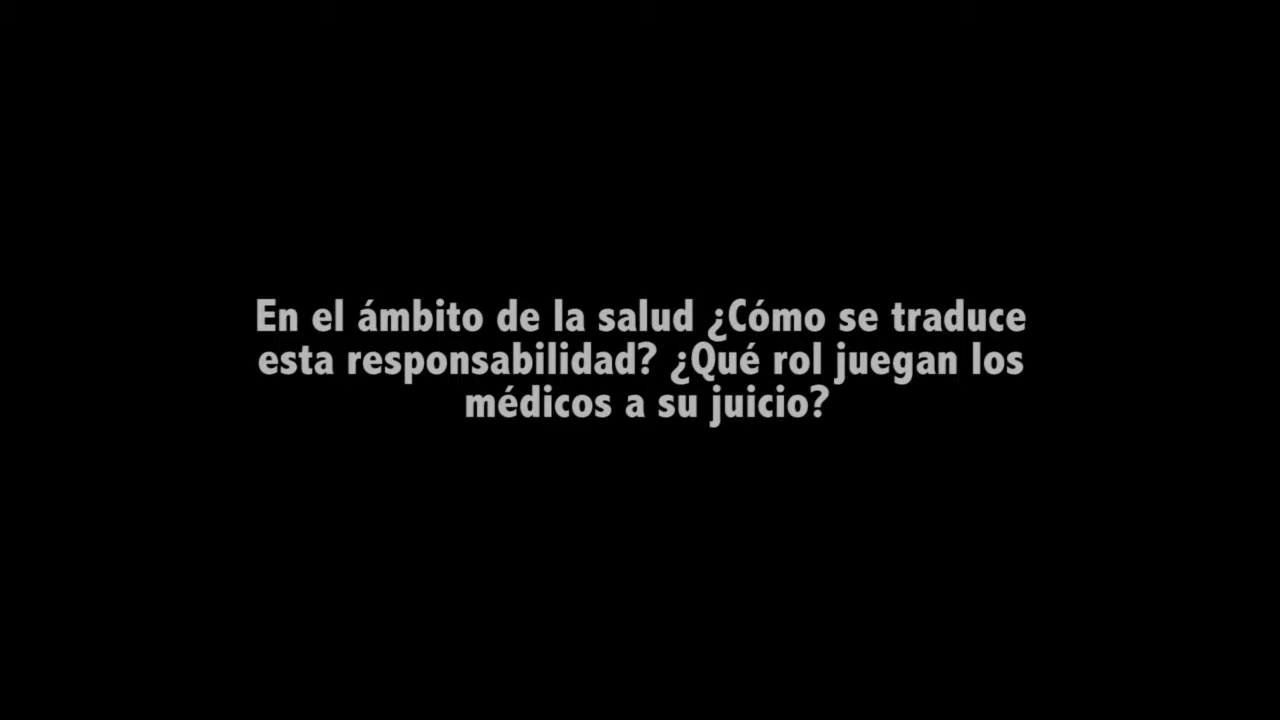 En el ámbito de la salud ¿Cómo se traduce
esta responsabilidad? ¿Qué rol juegan los
médicos a su juicio?